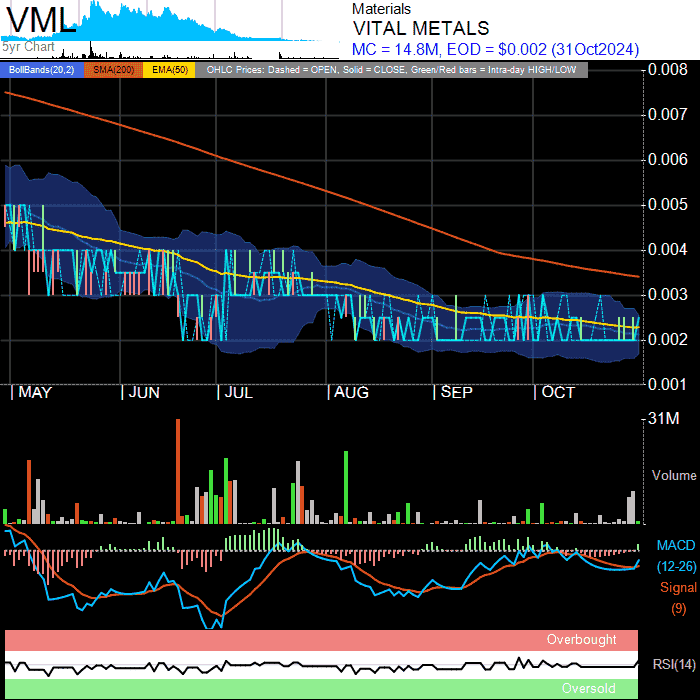 VML
5yr Chart
Materials
VITAL METALS
MC = 14.8M, EOD = $0.002 (31Oct2024)
BollBands(20,2) SMA(200) EMA(50) OHLC Prices: Dashed = OPEN, Solid = CLOSE, Green/Red bars = Intra-day HIGH/LOW
0.008
0.007
0.006
0.005
0.004
0.003
0.002
0.001
MAY JUN JUL AUG SEP OCT
31M
Volume
MACD
(12-26)
Signal
(9)
Overbought
RSI(14)
Oversold